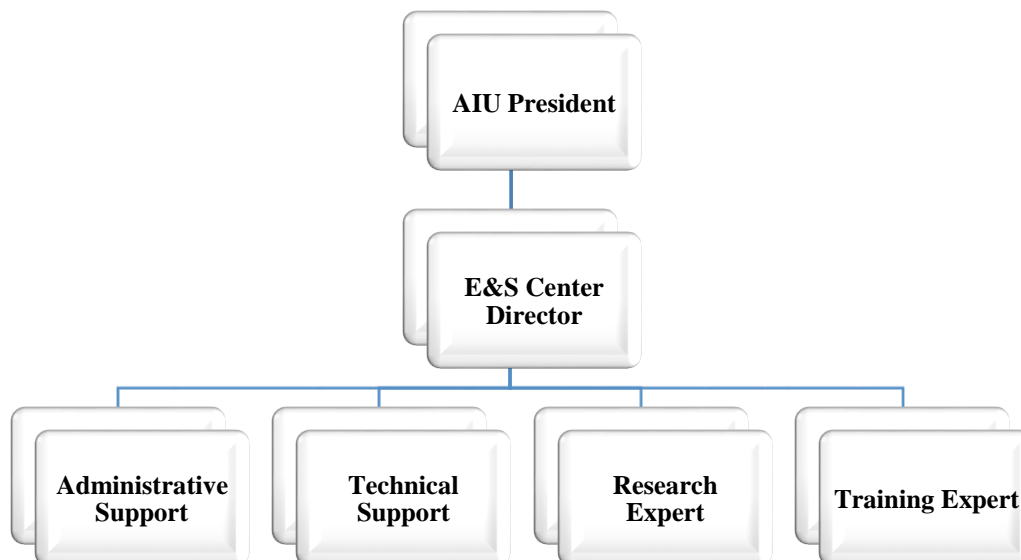 AIU President
E&S Center
Director
Administrative
Support
Technical
Support
Research
Expert
Training Expert